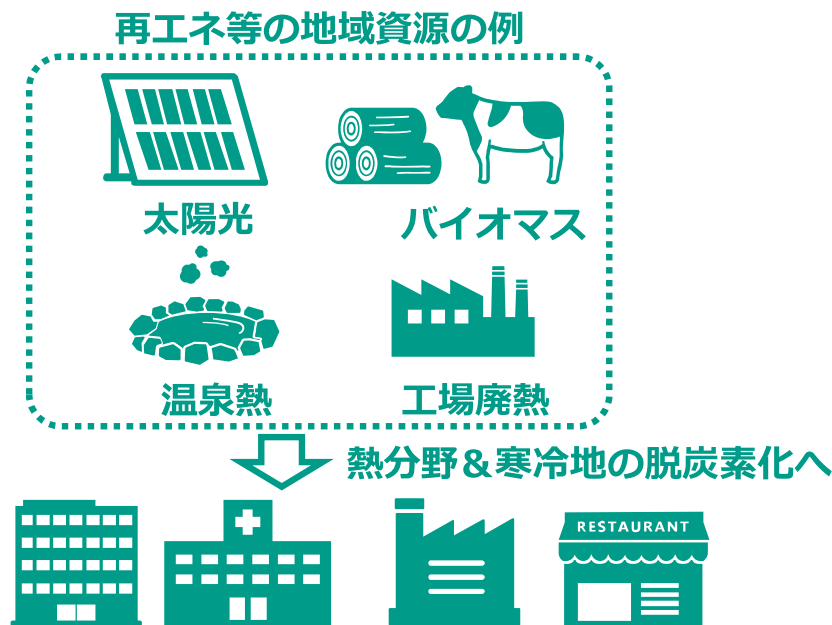 再エネ等の地域資源の例
太陽光
バイオマス
温泉熱
工場廃熱
熱分野＆寒冷地の脱炭素化へ
RESTAURANT